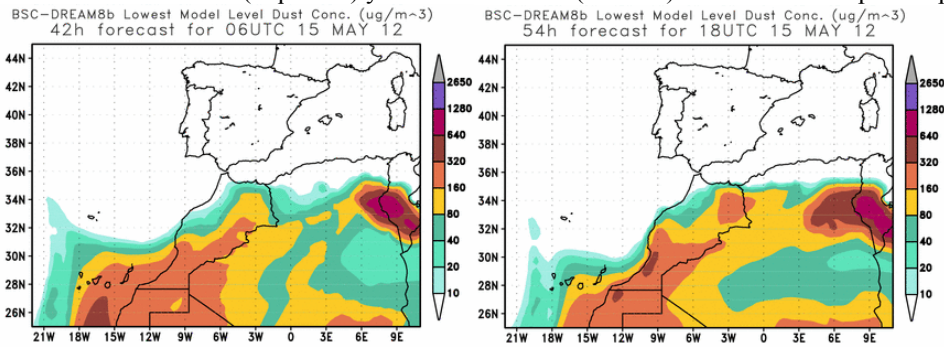 BSC-DREAM8b Lowest Model Level Dust Conc. (ug/m^3)
42h forecast for 06UTC 15 MAY 12
44N
42N
40N
38N
36N
34N
32N
30N
28N
26N
21W 18W 15W 12W 9W 6W 3W 0 3E 6E 9E
2650
1280
640
320
160
80
40
20
10
BSC-DREAM8b Lowest Model Level Dust Conc. (ug/m^3)
54h forecast for 18UTC 15 MAY 12
44N
42N
40N
38N
36N
34N
32N
30N
28N
26N
21W 18W 15W 12W 9W 6W 3W 0 3E 6E 9E
2650
1280
640
320
160
80
40
20
10